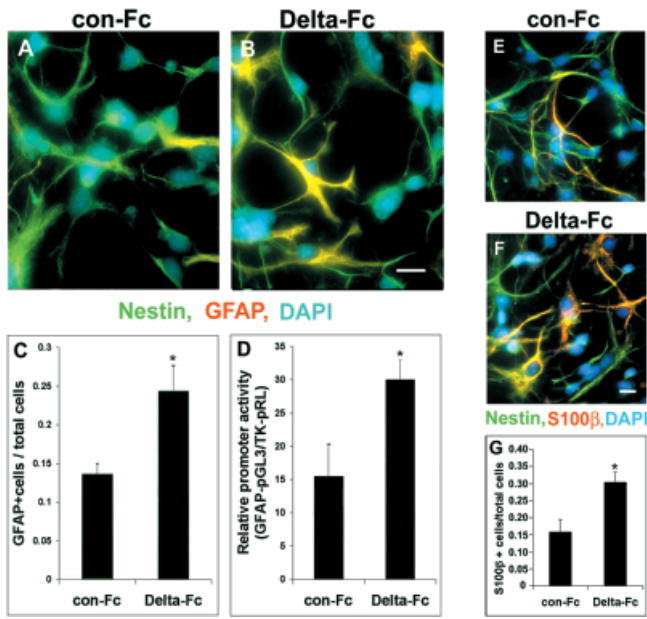 con-Fc
Delta-Fc
A
B
Nestin, GFAP, DAPI
con-Fc
E
Delta-Fc
F
Nestin, S100β, DAPI
C
GFAP+cells / total cells
0.3
0.25
0.2
0.15
0.1
0.05
0
*
con-Fc
Delta-Fc
D
Relative promoter activity
(GFAP-pGL3/TK-pRL)
35
30
25
20
15
10
5
0
*
con-Fc
Delta-Fc
G
S100β + cells/total cells
0.40
0.35
0.30
0.25
0.20
0.15
0.10
0.05
0
*
con-Fc
Delta-Fc